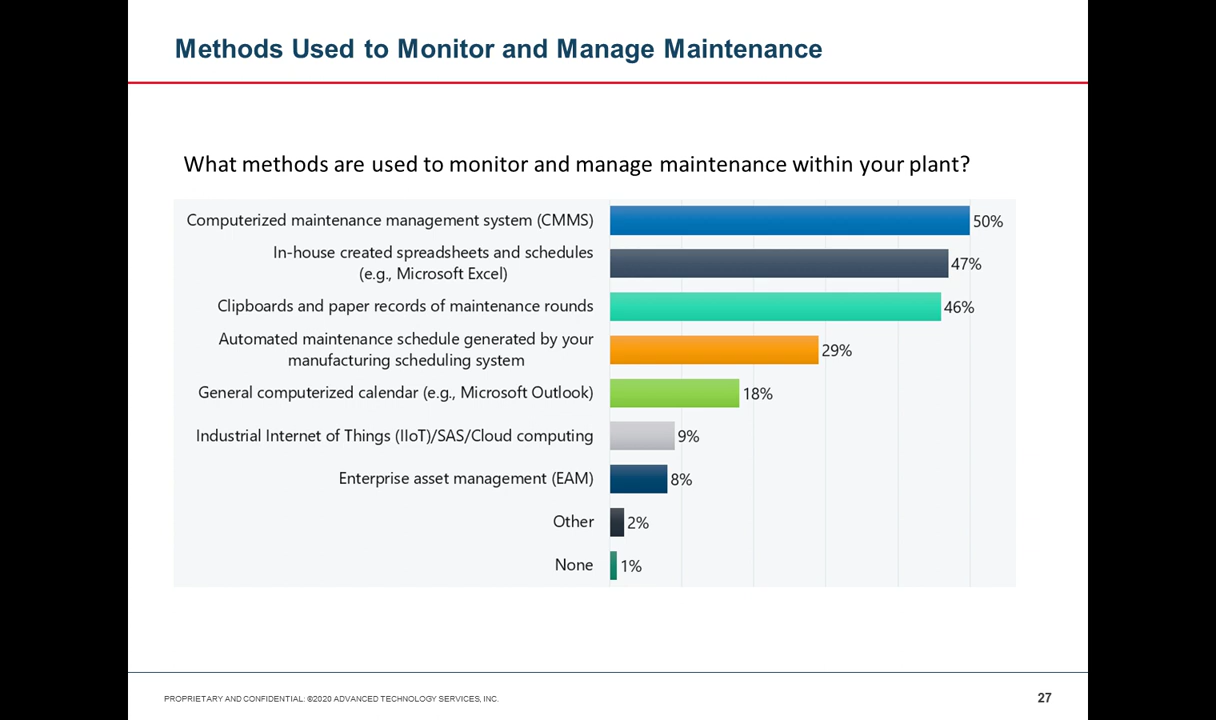 Methods Used to Monitor and Manage Maintenance
What methods are used to monitor and manage maintenance within your plant?
Computerized maintenance management system (CMMS) 50%
In-house created spreadsheets and schedules
(e.g., Microsoft Excel) 47%
Clipboards and paper records of maintenance rounds 46%
Automated maintenance schedule generated by your
manufacturing scheduling system 29%
General computerized calendar (e.g., Microsoft Outlook) 18%
Industrial Internet of Things (IIoT)/SAS/Cloud computing 9%
Enterprise asset management (EAM) 8%
Other 2%
None 1%
PROPRIETARY AND CONFIDENTIAL: ©2020 ADVANCED TECHNOLOGY SERVICES, INC. 27